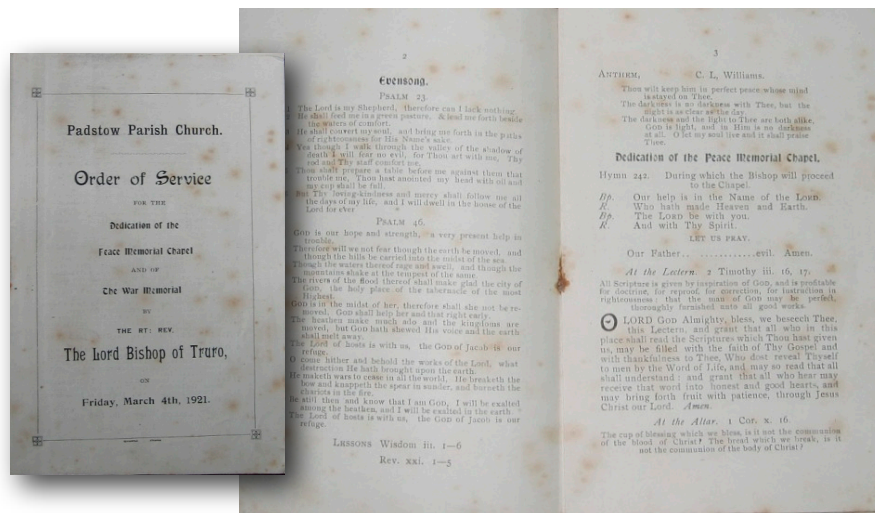 Padstow Parish Church.
Order of Service
FOR THE
Dedication of the
Peace Memorial Chapel
AND OF
The War Memorial
BY
THE RT: REV.
The Lord Bishop of Truro,
ON
Friday, March 4th, 1921.
2
Evensong.
PSALM 23.
The Lord is my Shepherd, therefore can I lack nothing
He shall feed me in a green pasture, & lead me forth beside
the waters of comfort.
He shall convert my soul, and bring me forth in the paths
of righteousness for His Name's sake.
Yea though I walk through the valley of the shadow of
death I will fear no evil, for Thou art with me, Thy
rod and Thy staff comfort me.
Thou shalt prepare a table before me against them that
trouble me, Thou hast anointed my head with oil and
my cup shall be full.
But Thy loving-kindness and mercy shall follow me all
the days of my life, and I will dwell in the house of the
Lord for ever
PSALM 46.
GOD is our hope and strength, a very present help in
trouble.
Therefore will we not fear though the earth be moved, and
though the hills be carried into the midst of the sea.
Though the waters thereof rage and swell, and though the
mountains shake at the tempest of the same.
The rivers of the flood thereof shall make glad the city of
God, the holy place of the tabernacle of the most
Highest.
GOD is in the midst of her, therefore shall she not be re-
moved, GOD shall help her and that right early.
The heathen make much ado and the kingdoms are
moved, but GOD hath shewed His voice and the earth
shall melt away.
The Lord of hosts is with us, the GOD of Jacob is our
refuge.
O come hither and behold the works of the Lord, what
destruction He hath brought upon the earth.
He maketh wars to cease in all the world, He breaketh the
bow and knappeth the spear in sunder, and burneth the
chariots in the fire.
Be still then and know that I am GOD, I will be exalted
among the heathen, and I will be exalted in the earth.
The Lord of hosts is with us, the GOD of Jacob is our
refuge.
LESSONS Wisdom iii. 1—6
Rev. xxi. 1—5
3
ANTHEM, C. L, Williams.
Thou wilt keep him in perfect peace whose mind
is stayed on Thee.
The darkness is no darkness with Thee, but the
night is as clear as the day
The darkness and the light to Thee are both alike.
GOD is light, and in Him is no darkness
at all. O let my soul live and it shall praise
Thee.
Dedication of the Peace Memorial Chapel,
Hymn 242. During which the Bishop will proceed
to the Chapel.
Bp. Our help is in the Name of the LORD.
R. Who hath made Heaven and Earth.
Bp. The LORD be with you.
R. And with Thy Spirit.
LET US PRAY.
Our Father.. ............evil. Amen.
At the Lectern. 2 Timothy iii. 16, 17.
All Scripture is given by inspiration of GOD, and is profitable
for doctrine, for reproof, for correction, for instruction in
righteousness: that the man of GOD may be perfect,
thoroughly furnished unto all good works.
O LORD GOD Almighty, bless, we beseech Thee,
this Lectern, and grant that all who in this
place shall read the Scriptures which Thou hast given
us, may be filled with the faith of Thy Gospel and
with thankfulness to Thee, Who dost reveal Thyself
to men by the Word of Life, and may so read that all
shall understand: and grant that all who hear may
receive that word into honest and good hearts, and
may bring forth fruit with patience, through Jesus
Christ our Lord. Amen.
At the Altar. 1 Cor. x. 16.
The cup of blessing which we bless, is it not the communion
of the blood of Christ? The bread which we break, is it
not the communion of the body of Christ?